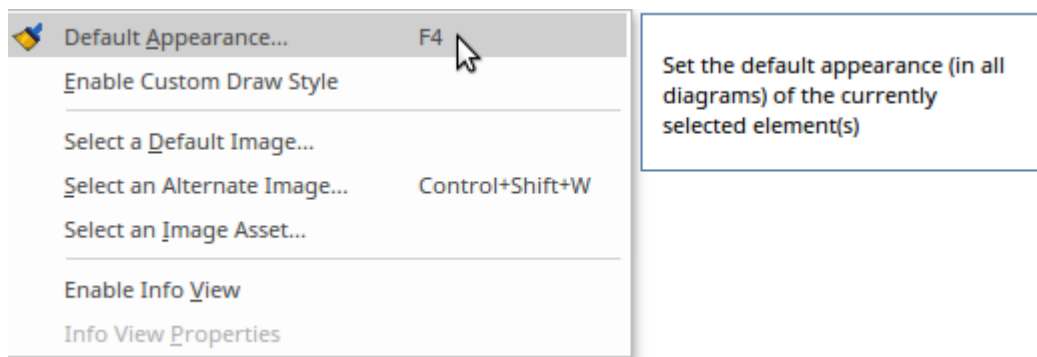 Default Appearance... F4
Enable Custom Draw Style
Select a Default Image...
Select an Alternate Image... Control+Shift+W
Select an Image Asset...
Enable Info View
Info View Properties
Set the default appearance (in all
diagrams) of the currently
selected element(s)